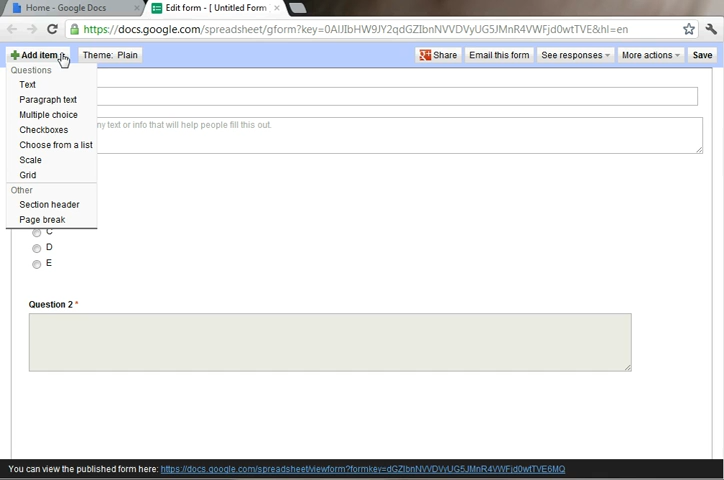 Home - Google Docs
Edit form - [ Untitled Form
https://docs.google.com/spreadsheet/gform?key=0AlJIbHW9JY2qdGZIbnNVVDVyUG5JMnR4VWFjd0wtTVE&hl=en
Add item
Theme: Plain
Share
Email this form
See responses
More actions
Save
Questions
Text
Paragraph text
Multiple choice
Checkboxes
Choose from a list
Scale
Grid
Other
Section header
Page break
ny text or info that will help people fill this out.
C
D
E
Question 2 *
You can view the published form here: https://docs.google.com/spreadsheet/viewform?formkey=dGZIbnNVVDVyUG5JMnR4VWFjd0wtTVE6MQ